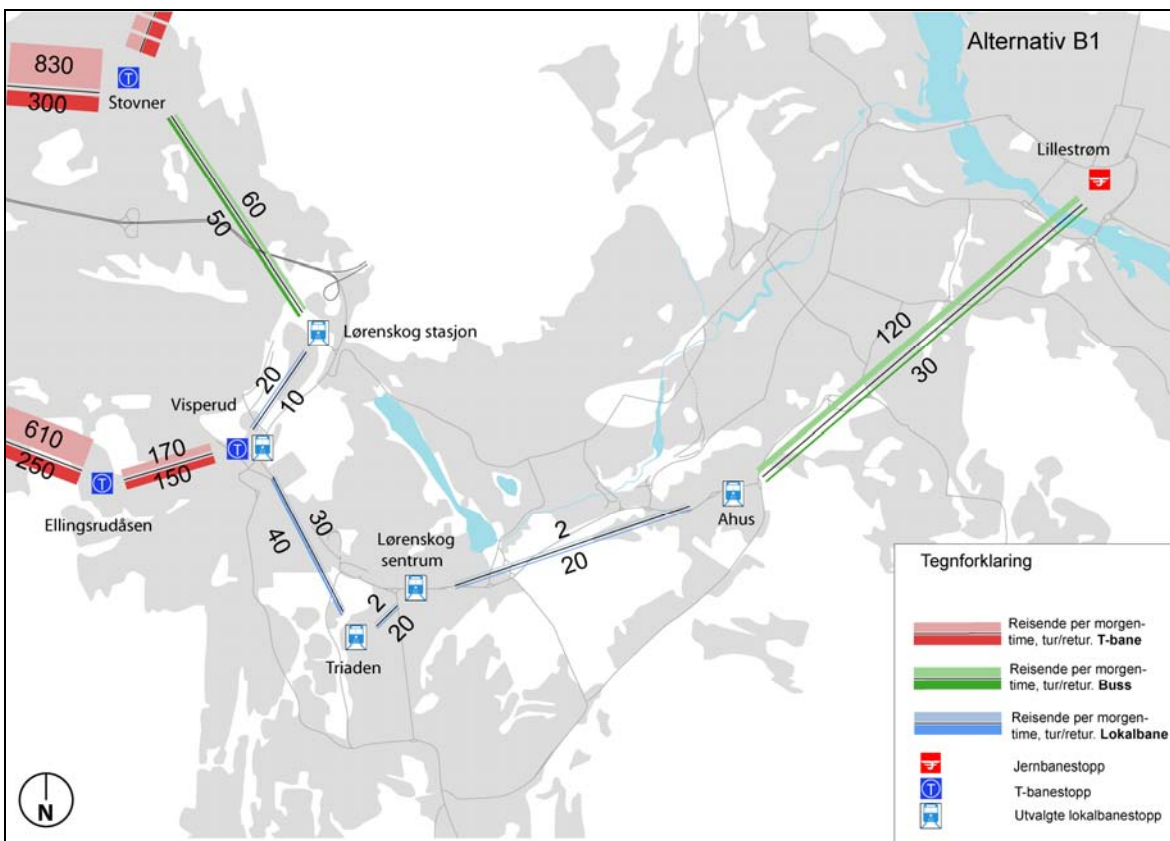 Alternativ B1
830
300
Stovner
Lillestrøm
60
50
Lørenskog stasjon
120
30
20
10
Visperud
610
250
170
150
Ellingsrudåsen
30
40
Lørenskog
sentrum
2
20
Ahus
2
20
Triaden
Tegnforklaring
Reisende per morgen-
time, tur/retur. T-bane
Reisende per morgen-
time, tur/retur. Buss
Reisende per morgen-
time, tur/retur. Lokalbane
Jernbanestopp
T T-banestopp
Utvalgte lokalbanestopp
T
T
T
N